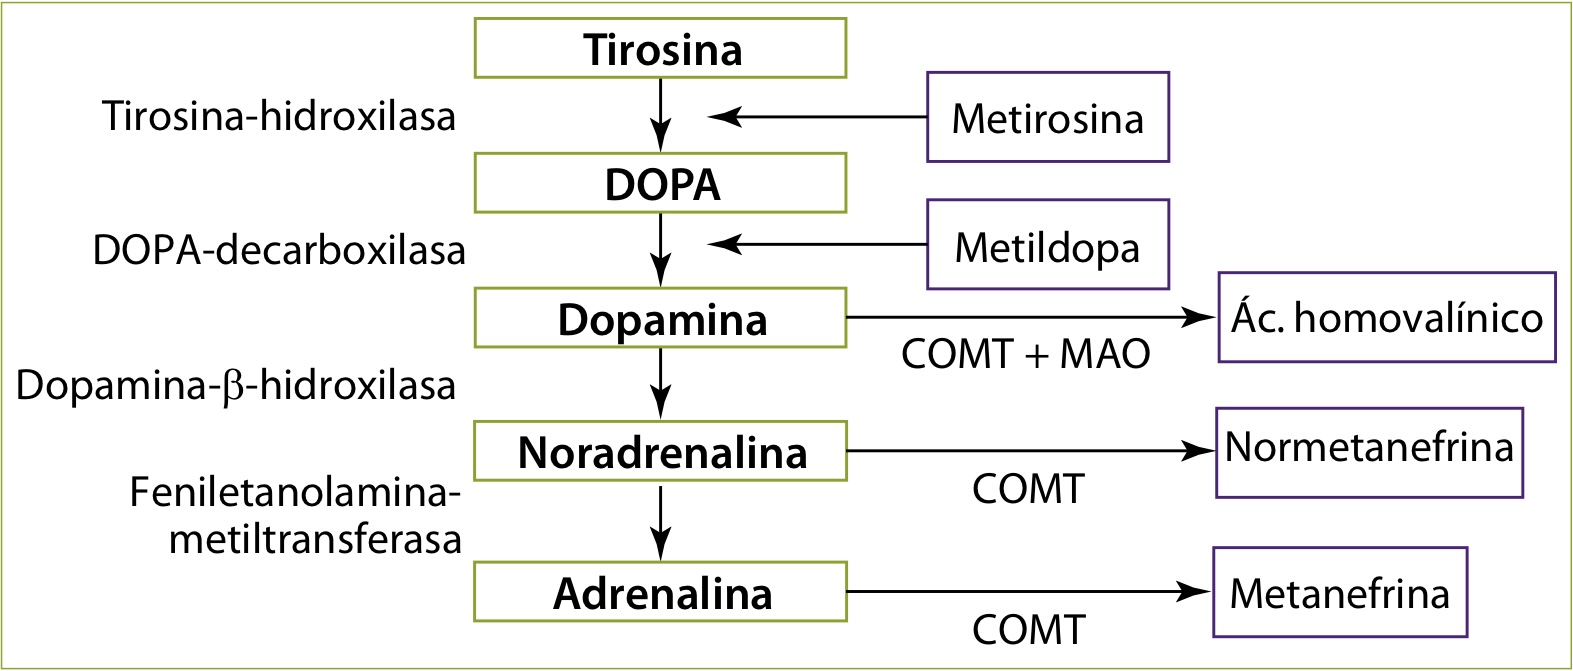 Tirosina
Tirosina-hidroxilasa
Metirosina
DOPA
DOPA-decarboxilasa
Metildopa
Dopamina
COMT + MAO
Ác. homovalínico
Dopamina-β-hidroxilasa
Noradrenalina
COMT
Normetanefrina
Feniletanolamina-
metiltransferasa
Adrenalina
COMT
Metanefrina